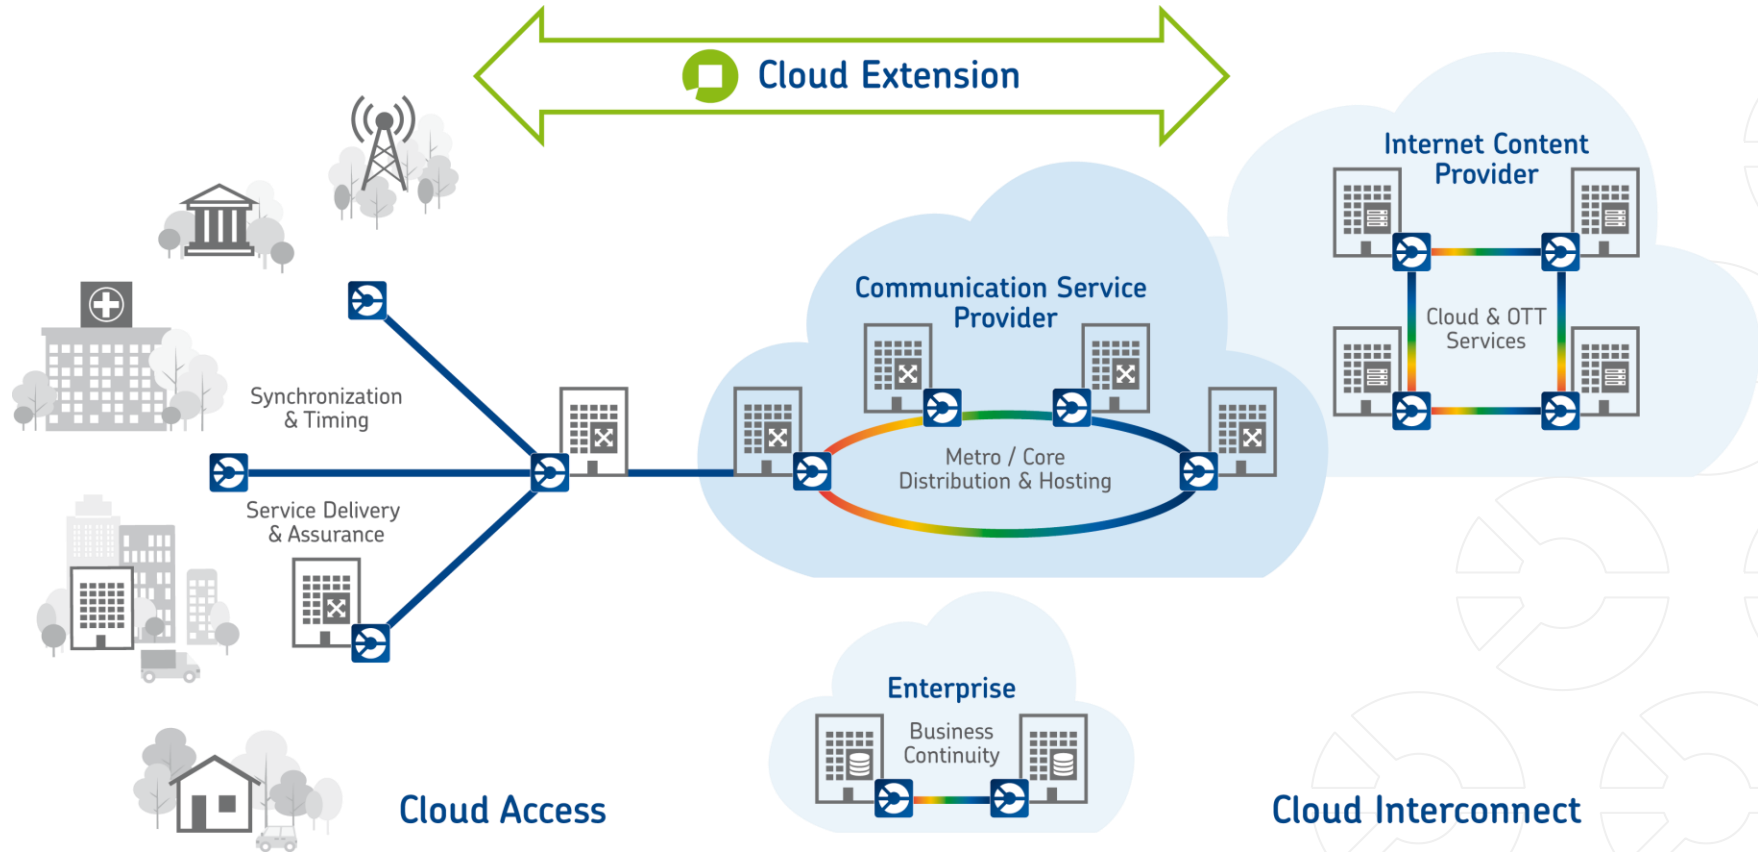 Cloud Extension
Internet Content
Provider
Communication Service
Provider
Cloud & OTT
Services
Synchronization
& Timing
Metro / Core
Distribution & Hosting
Service Delivery
& Assurance
Enterprise
Business
Continuity
Cloud Access
Cloud Interconnect